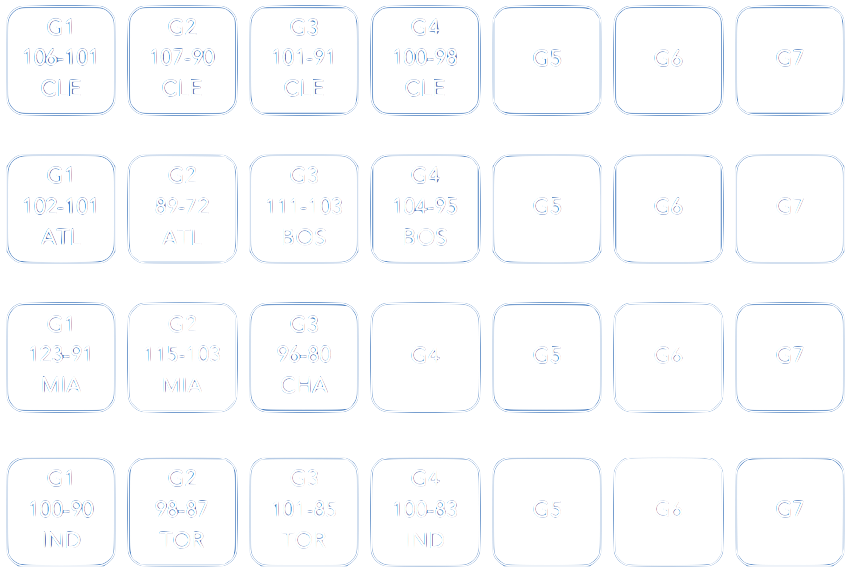 G1 G2 G3 G4 G5 G6 G7
106-101 107-90 101-91 100-98
CLE CLE CLE CLE
G1 G2 G3 G4 G5 G6 G7
102-101 89-72 111-103 104-95
ATL ATL BOS BOS
G1 G2 G3 G4 G5 G6 G7
123-91 115-103 96-80
MIA MIA CHA
G1 G2 G3 G4 G5 G6 G7
100-90 98-87 101-85 100-83
IND TOR TOR IND